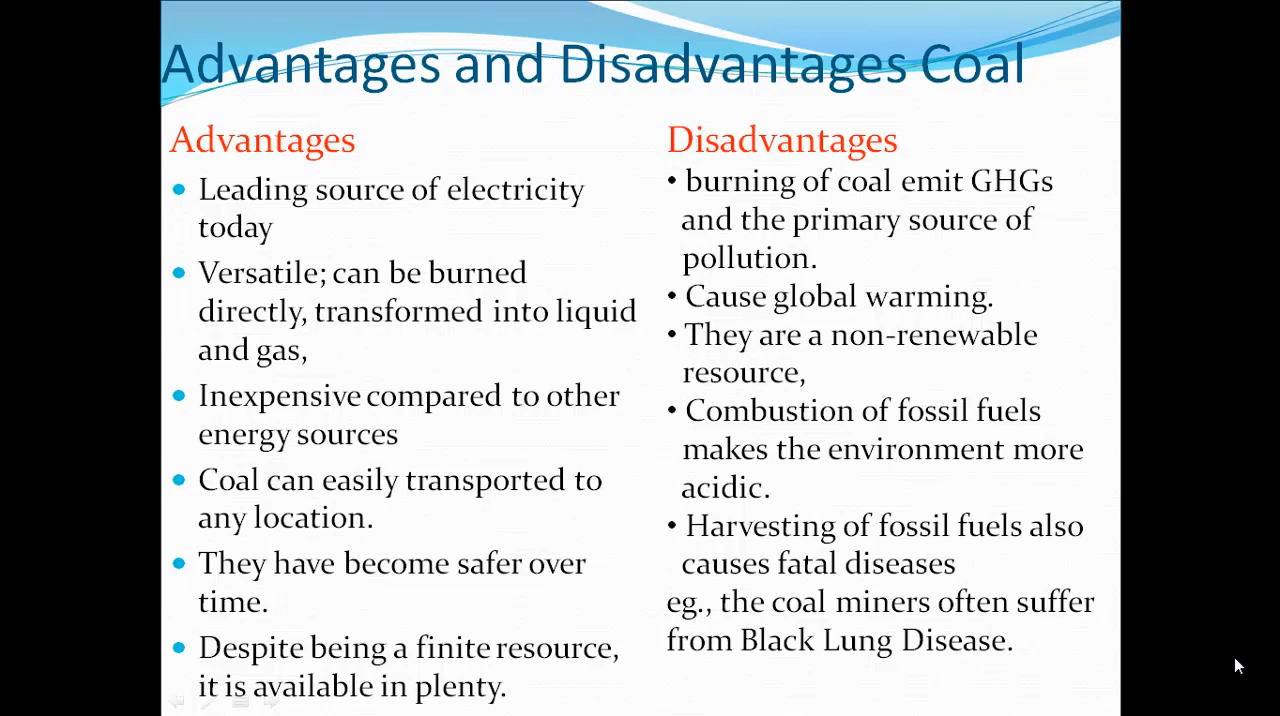 Advantages and Disadvantages Coal
Advantages
• Leading source of electricity
today
• Versatile; can be burned
directly, transformed into liquid
and gas,
• Inexpensive compared to other
energy sources
• Coal can easily transported to
any location.
• They have become safer over
time.
• Despite being a finite resource,
it is available in plenty.
Disadvantages
• burning of coal emit GHGs
and the primary source of
pollution.
• Cause global warming.
• They are a non-renewable
resource,
• Combustion of fossil fuels
makes the environment more
acidic.
• Harvesting of fossil fuels also
causes fatal diseases
eg., the coal miners often suffer
from Black Lung Disease.